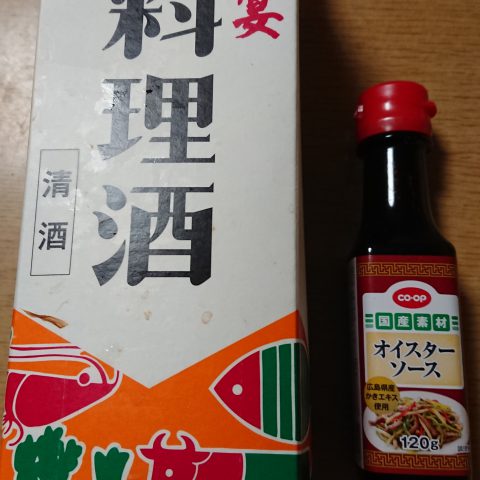 宴
料理酒
清酒
CO·OP
国産素材
オイスター
ソース
広島県産
かきエキス
使用
120g